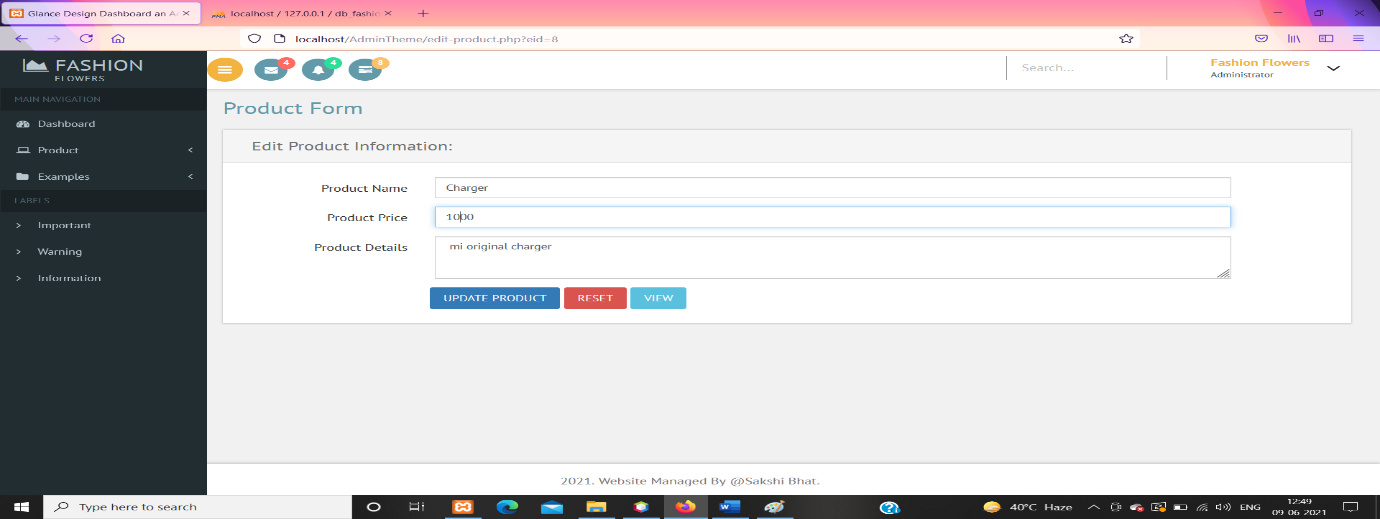 Glance Design Dashboard an A
localhost / 127.0.0.1 / db_fashi
localhost/AdminTheme/edit-product.php?eid=8
FASHION
FLOWERS
4
4
8
Search...
Fashion Flowers
Administrator
MAIN NAVIGATION
Dashboard
Product
Examples
LABELS
Important
Warning
Information
Product Form
Edit Product Information:
Product Name
Charger
Product Price
1000
Product Details
mi original charger
UPDATE PRODUCT
RESET
VIEW
2021. Website Managed By @Sakshi Bhat.
Type here to search
40°C Haze
ENG
12:49
09-06-2021